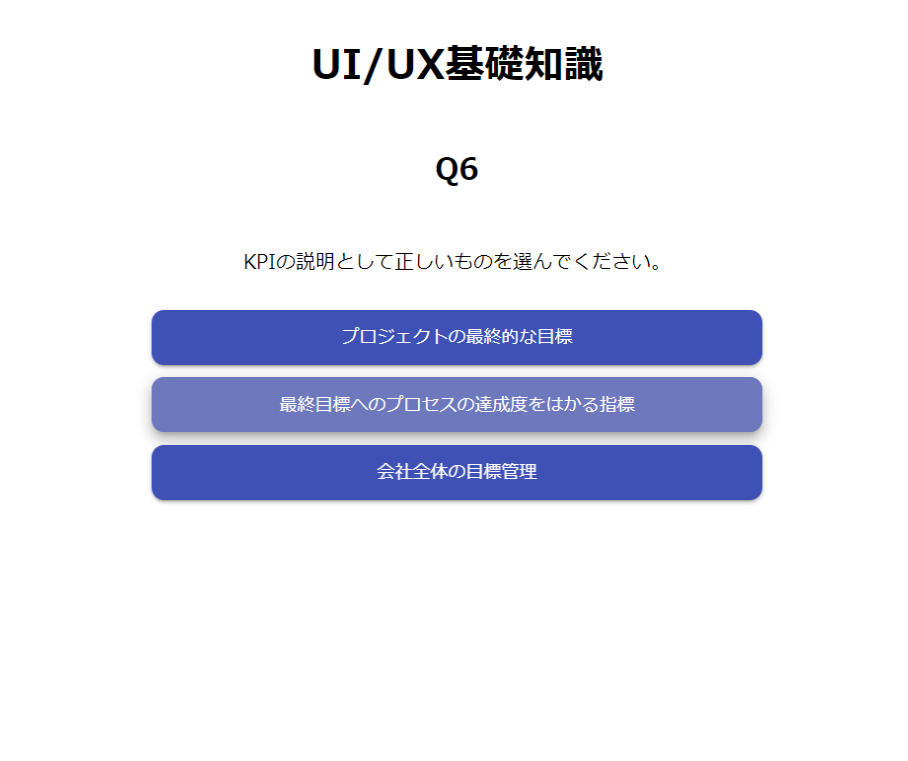 UI/UX基礎知識
Q6
KPIの説明として正しいものを選んでください。
プロジェクトの最終的な目標
最終目標へのプロセスの達成度をはかる指標
会社全体の目標管理